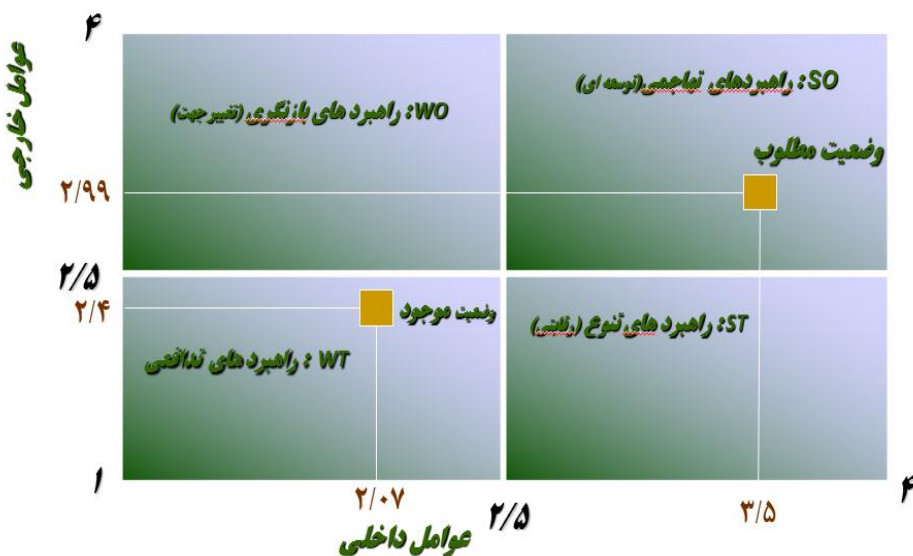 ۴
عوامل خارجی
SO: راهبردهای تهاجمی(توسعه ای)
WO: راهبرد های بازنگری (تغییر جهت)
وضعیت مطلوب
۲/۹۹
۲/۵
۲/۴
وضعیت موجود
ST: راهبرد های تنوع (رقابتی)
WT : راهبرد های تدافعی
۱
۲/۰۷
۲/۵
۳/۵
۴
عوامل داخلی